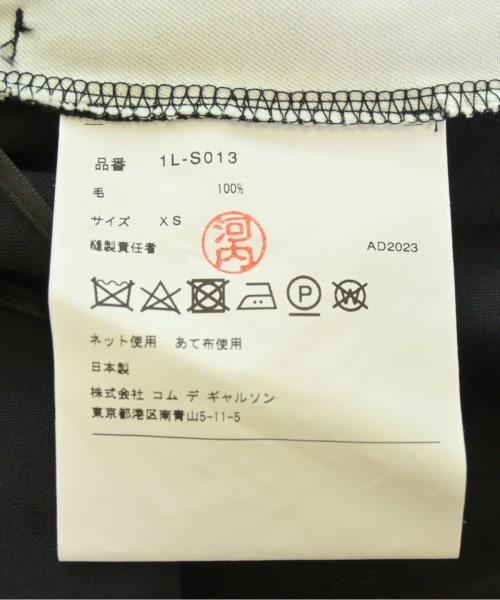 品番 1L-S013
毛 100%
サイズ XS
縫製責任者 河内 AD2023
P W
ネット使用 あて布使用
日本製
株式会社 コム デ ギャルソン
東京都港区南青山5-11-5